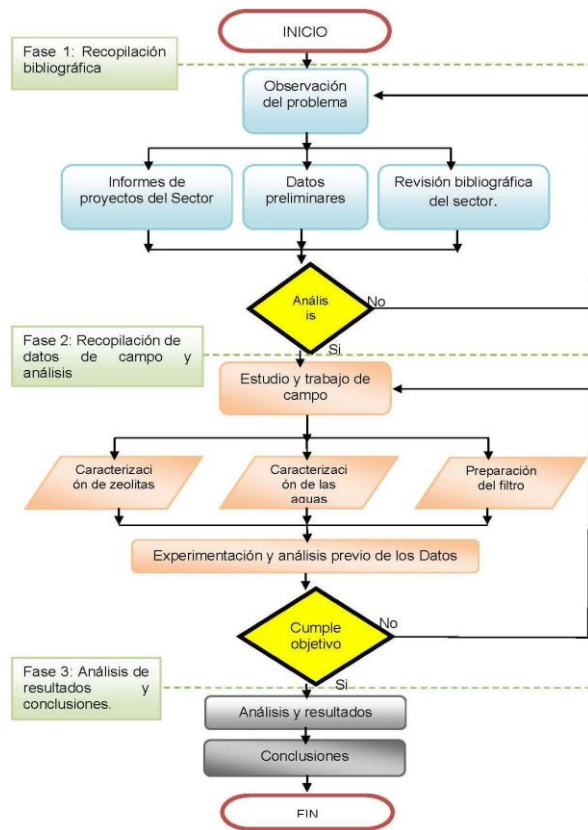 INICIO
Fase 1: Recopilación
bibliográfica
Observación
del problema
Informes de
proyectos del Sector
Datos
preliminares
Revisión bibliográfica
del sector.
Anális
is
No
Si
Fase 2: Recopilación de
datos de campo y
análisis
Estudio y trabajo de
campo
Caracterizaci
ón de zeolitas
Caracterizaci
ón de las
aguas
Preparación
del filtro
Experimentación y análisis previo de los Datos
Cumple
objetivo
No
Si
Fase 3: Análisis de
resultados y
conclusiones.
Análisis y resultados
Conclusiones
FIN